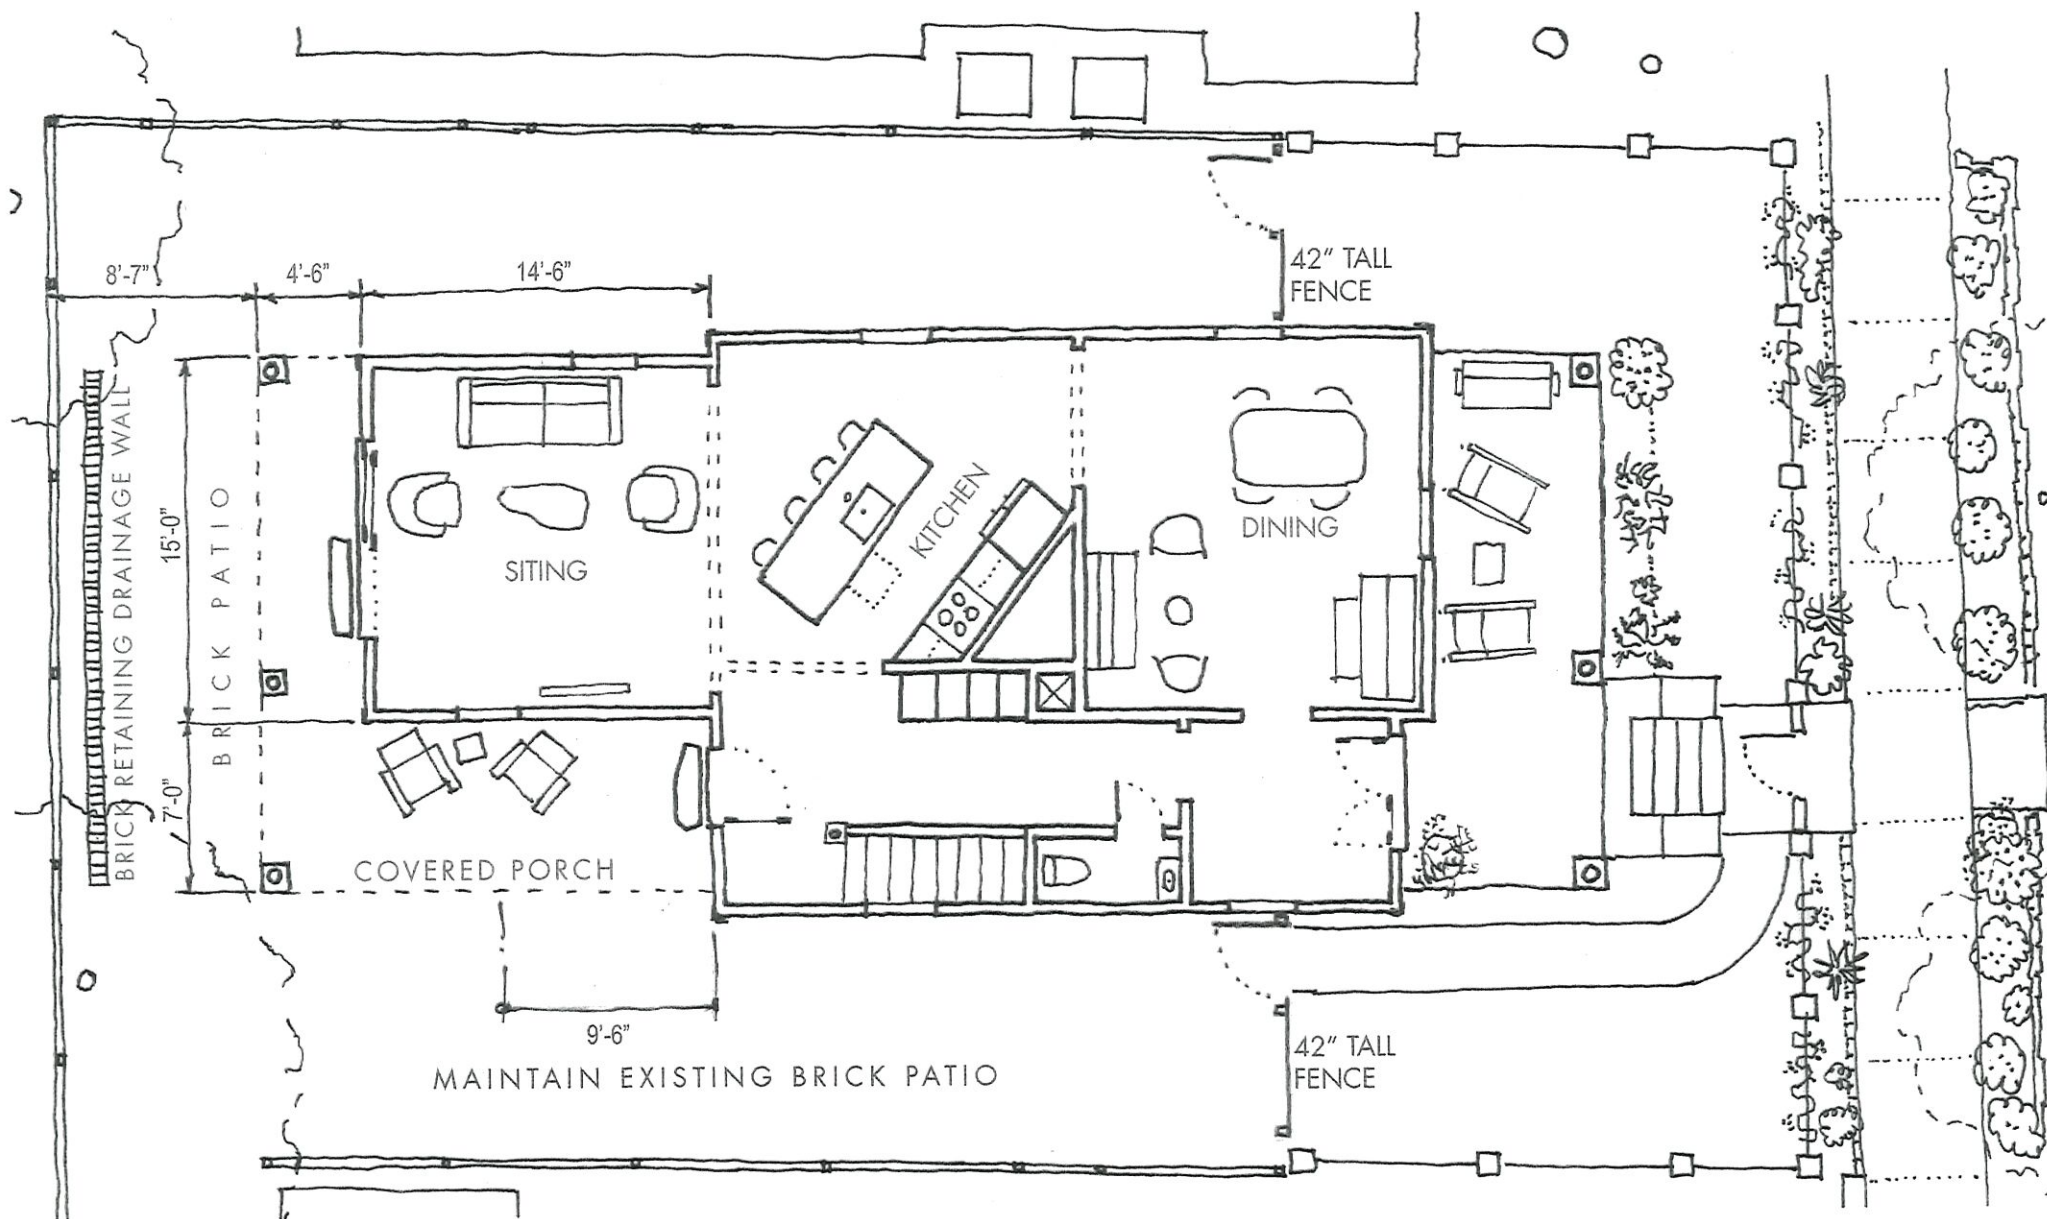 42" TALL
FENCE
8'-7"
4'-6"
14'-6"
BRICK RETAINING DRAINAGE WALL
BRICK PATIO
15'-0"
7'-0"
SITING
KITCHEN
DINING
COVERED PORCH
9'-6"
MAINTAIN EXISTING BRICK PATIO
42" TALL
FENCE